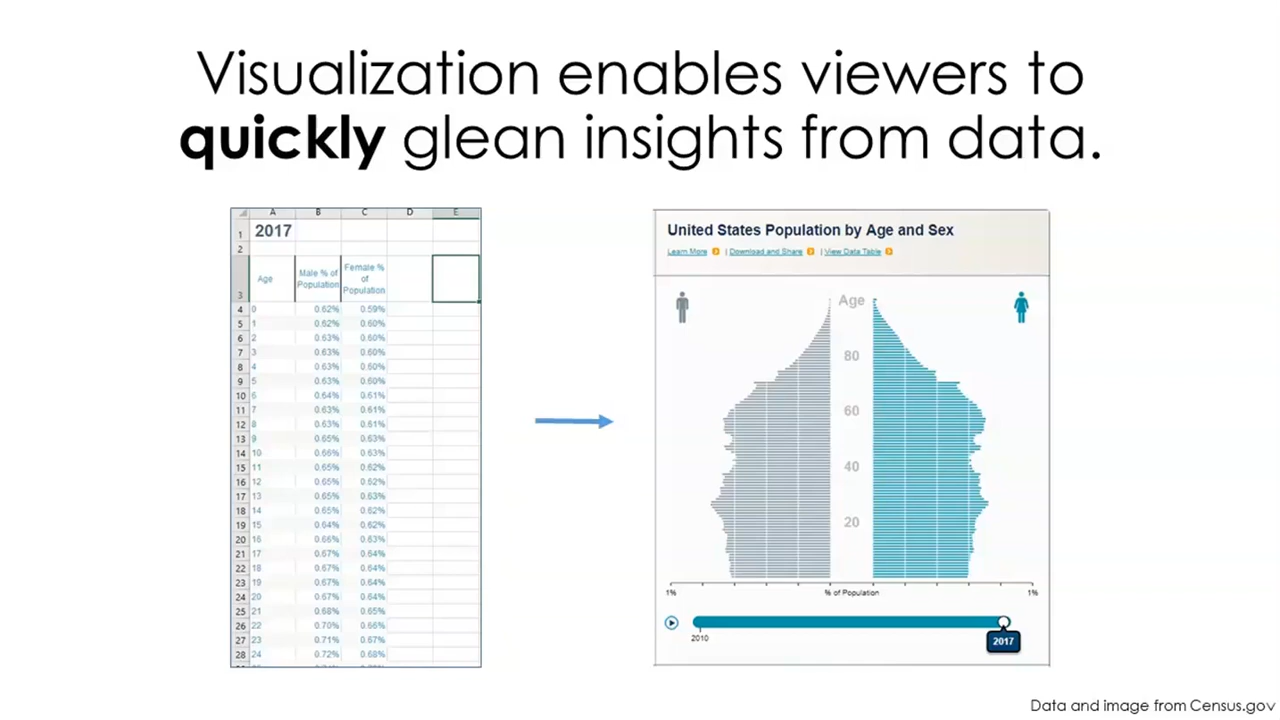 Visualization enables viewers to
quickly glean insights from data.
A B C D E
1 2017
2
3 Age Male % of Population Female % of Population
4 0 0.62% 0.59%
5 1 0.62% 0.60%
6 2 0.63% 0.60%
7 3 0.63% 0.60%
8 4 0.63% 0.60%
9 5 0.63% 0.60%
10 6 0.64% 0.61%
11 7 0.63% 0.61%
12 8 0.63% 0.61%
13 9 0.65% 0.63%
14 10 0.66% 0.63%
15 11 0.65% 0.62%
16 12 0.65% 0.62%
17 13 0.65% 0.63%
18 14 0.65% 0.62%
19 15 0.64% 0.62%
20 16 0.66% 0.63%
21 17 0.67% 0.64%
22 18 0.67% 0.64%
23 19 0.67% 0.64%
24 20 0.67% 0.64%
25 21 0.68% 0.65%
26 22 0.70% 0.66%
27 23 0.71% 0.67%
28 24 0.72% 0.68%
United States Population by Age and Sex
Learn More | Download and Share | View Data Table
Age
80
60
40
20
1% % of Population 1%
2010
2017
Data and image from Census.gov